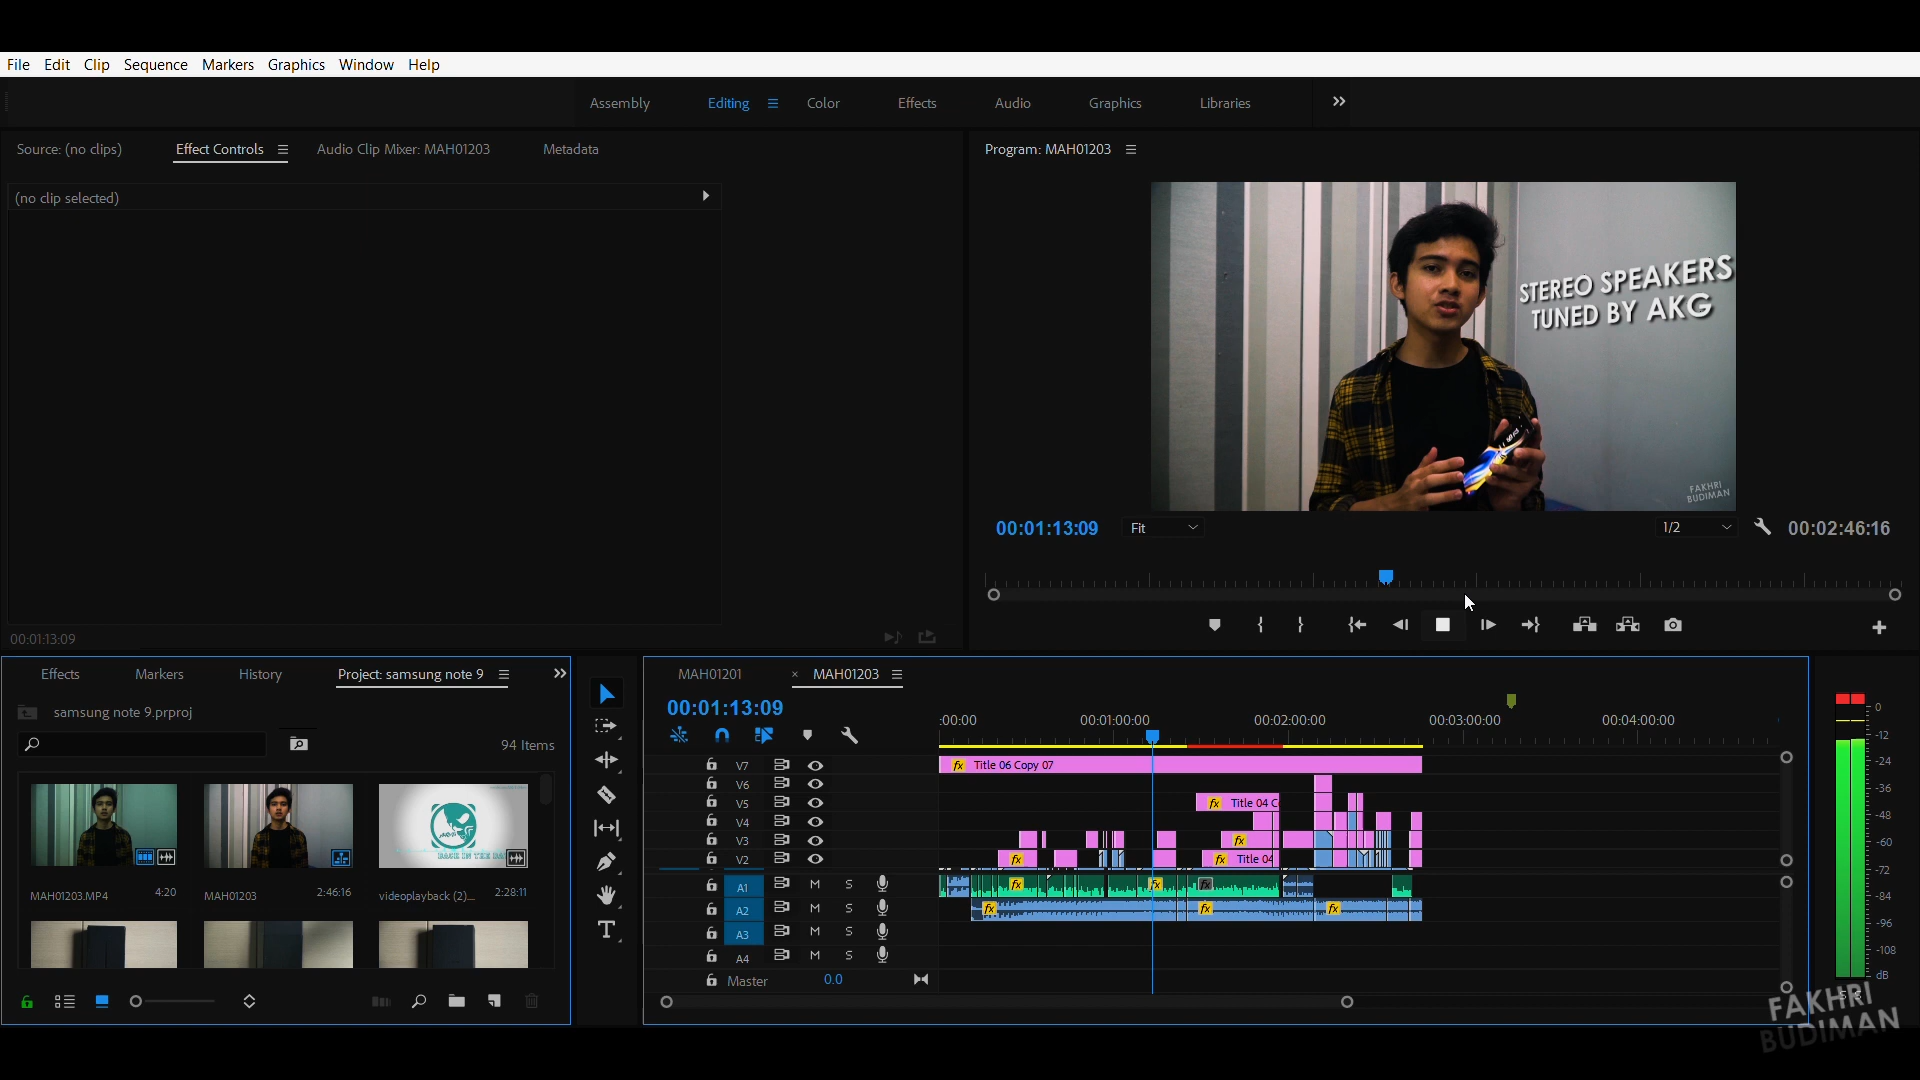 File Edit Clip Sequence Markers Graphics Window Help
Assembly Editing Color Effects Audio Graphics Libraries
Source: (no clips) Effect Controls Audio Clip Mixer: MAH01203 Metadata
(no clip selected)
00:01:13:09
Program: MAH01203
STEREO SPEAKERS
TUNED BY AKG
FAKHRI
BUDIMAN
00:01:13:09 Fit 1/2 00:02:46:16
Effects Markers History Project: samsung note 9
samsung note 9.prproj
94 Items
MAH01203.MP4 4:20 MAH01203 2:46:16 videoplayback (2)... 2:28:11
MAH01201 × MAH01203
00:01:13:09
:00:00 00:01:00:00 00:02:00:00 00:03:00:00 00:04:00:00
V7 fx Title 06 Copy 07
V6
V5 fx Title 04 C
V4
V3 fx
V2 fx fx Title 04
A1 M S fx fx fx
A2 M S fx fx fx
A3 M S
A4 M S
Master 0.0
0
-12
-24
-36
-48
-60
-72
-84
-96
-108
dB
FAKHRI
BUDIMAN